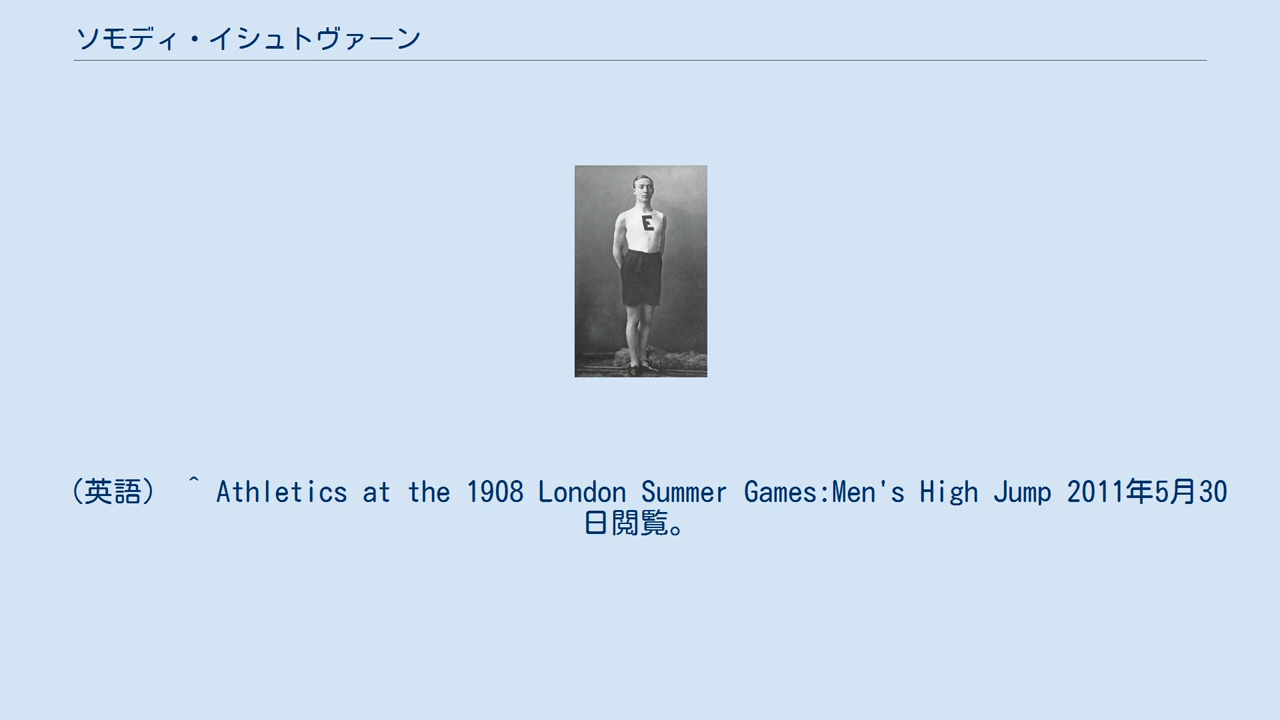 ソモディ・イシュトヴァーン
E
（英語） ^ Athletics at the 1908 London Summer Games:Men's High Jump 2011年5月30
日閲覧。